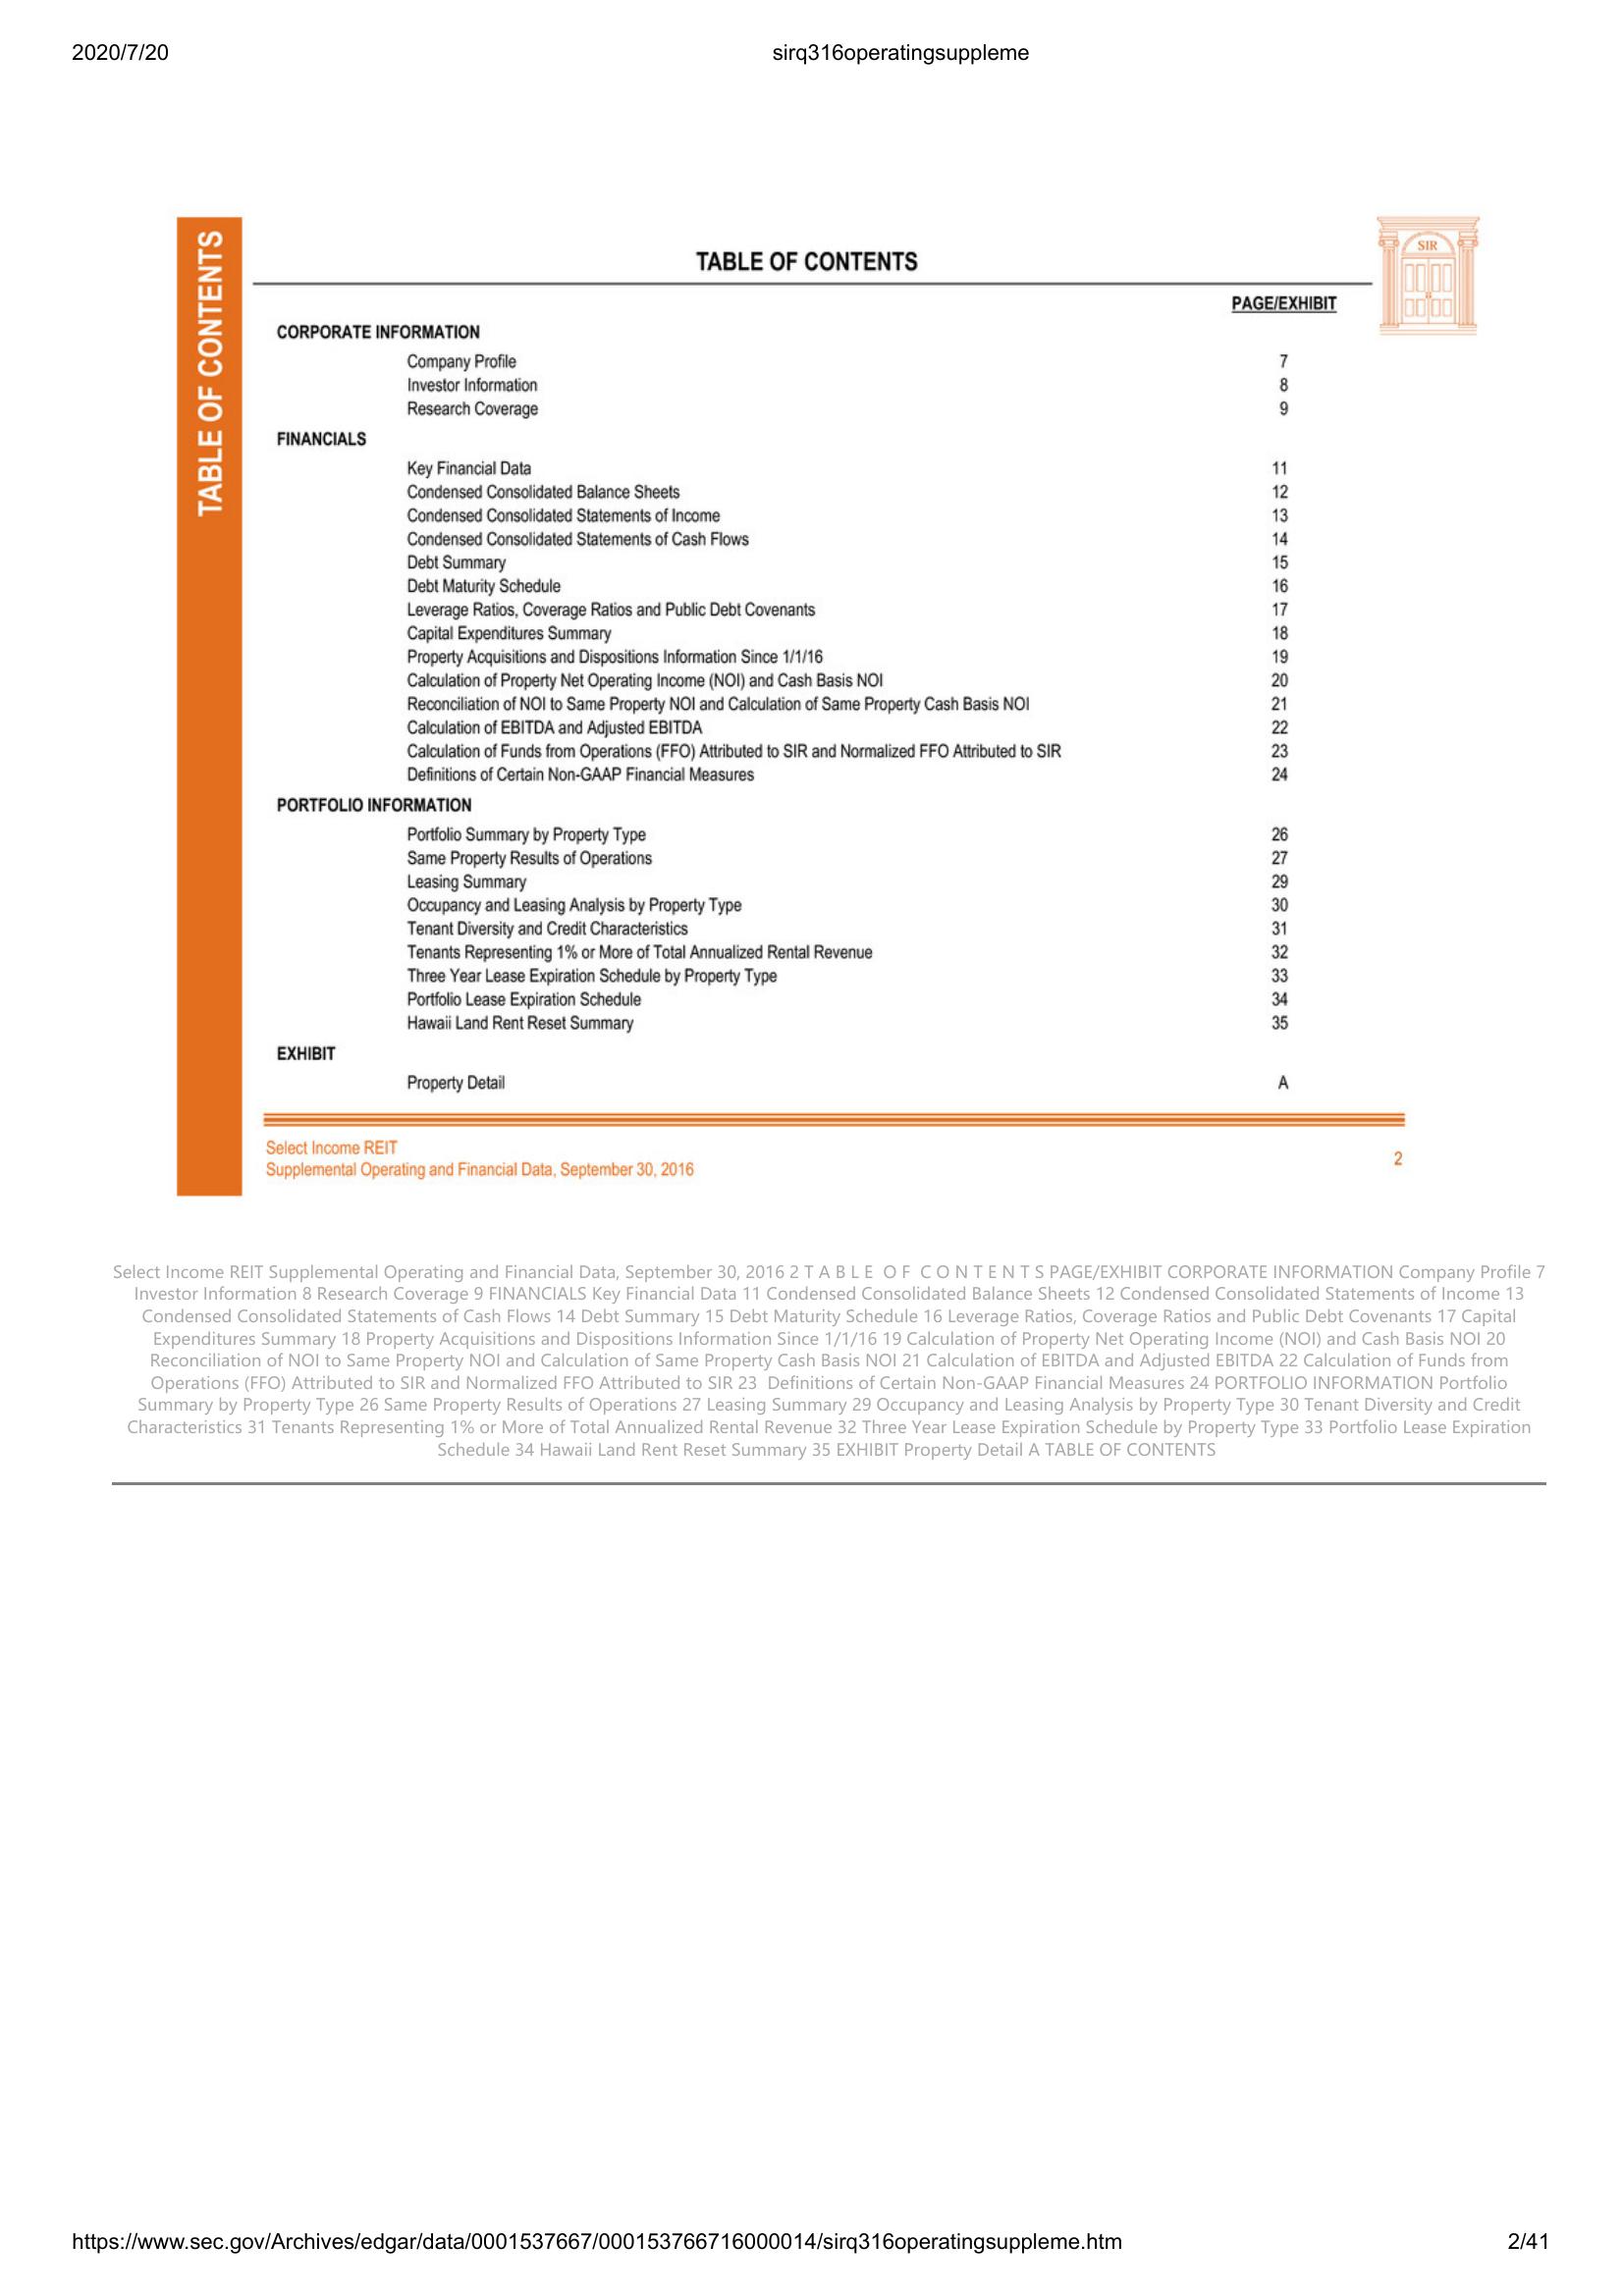 2020/7/20
sirq316operatingsuppleme
TABLE OF CONTENTS
SIR
TABLE OF CONTENTS
PAGE/EXHIBIT
CORPORATE INFORMATION
Company Profile 7
Investor Information 8
Research Coverage 9
FINANCIALS
Key Financial Data 11
Condensed Consolidated Balance Sheets 12
Condensed Consolidated Statements of Income 13
Condensed Consolidated Statements of Cash Flows 14
Debt Summary 15
Debt Maturity Schedule 16
Leverage Ratios, Coverage Ratios and Public Debt Covenants 17
Capital Expenditures Summary 18
Property Acquisitions and Dispositions Information Since 1/1/16 19
Calculation of Property Net Operating Income (NOI) and Cash Basis NOI 20
Reconciliation of NOI to Same Property NOI and Calculation of Same Property Cash Basis NOI 21
Calculation of EBITDA and Adjusted EBITDA 22
Calculation of Funds from Operations (FFO) Attributed to SIR and Normalized FFO Attributed to SIR 23
Definitions of Certain Non-GAAP Financial Measures 24
PORTFOLIO INFORMATION
Portfolio Summary by Property Type 26
Same Property Results of Operations 27
Leasing Summary 29
Occupancy and Leasing Analysis by Property Type 30
Tenant Diversity and Credit Characteristics 31
Tenants Representing 1% or More of Total Annualized Rental Revenue 32
Three Year Lease Expiration Schedule by Property Type 33
Portfolio Lease Expiration Schedule 34
Hawaii Land Rent Reset Summary 35
EXHIBIT
Property Detail A
Select Income REIT
Supplemental Operating and Financial Data, September 30, 2016
2
Select Income REIT Supplemental Operating and Financial Data, September 30, 2016 2 T A B L E O F C O N T E N T S PAGE/EXHIBIT CORPORATE INFORMATION Company Profile 7
Investor Information 8 Research Coverage 9 FINANCIALS Key Financial Data 11 Condensed Consolidated Balance Sheets 12 Condensed Consolidated Statements of Income 13
Condensed Consolidated Statements of Cash Flows 14 Debt Summary 15 Debt Maturity Schedule 16 Leverage Ratios, Coverage Ratios and Public Debt Covenants 17 Capital
Expenditures Summary 18 Property Acquisitions and Dispositions Information Since 1/1/16 19 Calculation of Property Net Operating Income (NOI) and Cash Basis NOI 20
Reconciliation of NOI to Same Property NOI and Calculation of Same Property Cash Basis NOI 21 Calculation of EBITDA and Adjusted EBITDA 22 Calculation of Funds from
Operations (FFO) Attributed to SIR and Normalized FFO Attributed to SIR 23 Definitions of Certain Non-GAAP Financial Measures 24 PORTFOLIO INFORMATION Portfolio
Summary by Property Type 26 Same Property Results of Operations 27 Leasing Summary 29 Occupancy and Leasing Analysis by Property Type 30 Tenant Diversity and Credit
Characteristics 31 Tenants Representing 1% or More of Total Annualized Rental Revenue 32 Three Year Lease Expiration Schedule by Property Type 33 Portfolio Lease Expiration
Schedule 34 Hawaii Land Rent Reset Summary 35 EXHIBIT Property Detail A TABLE OF CONTENTS
https://www.sec.gov/Archives/edgar/data/0001537667/000153766716000014/sirq316operatingsuppleme.htm
2/41